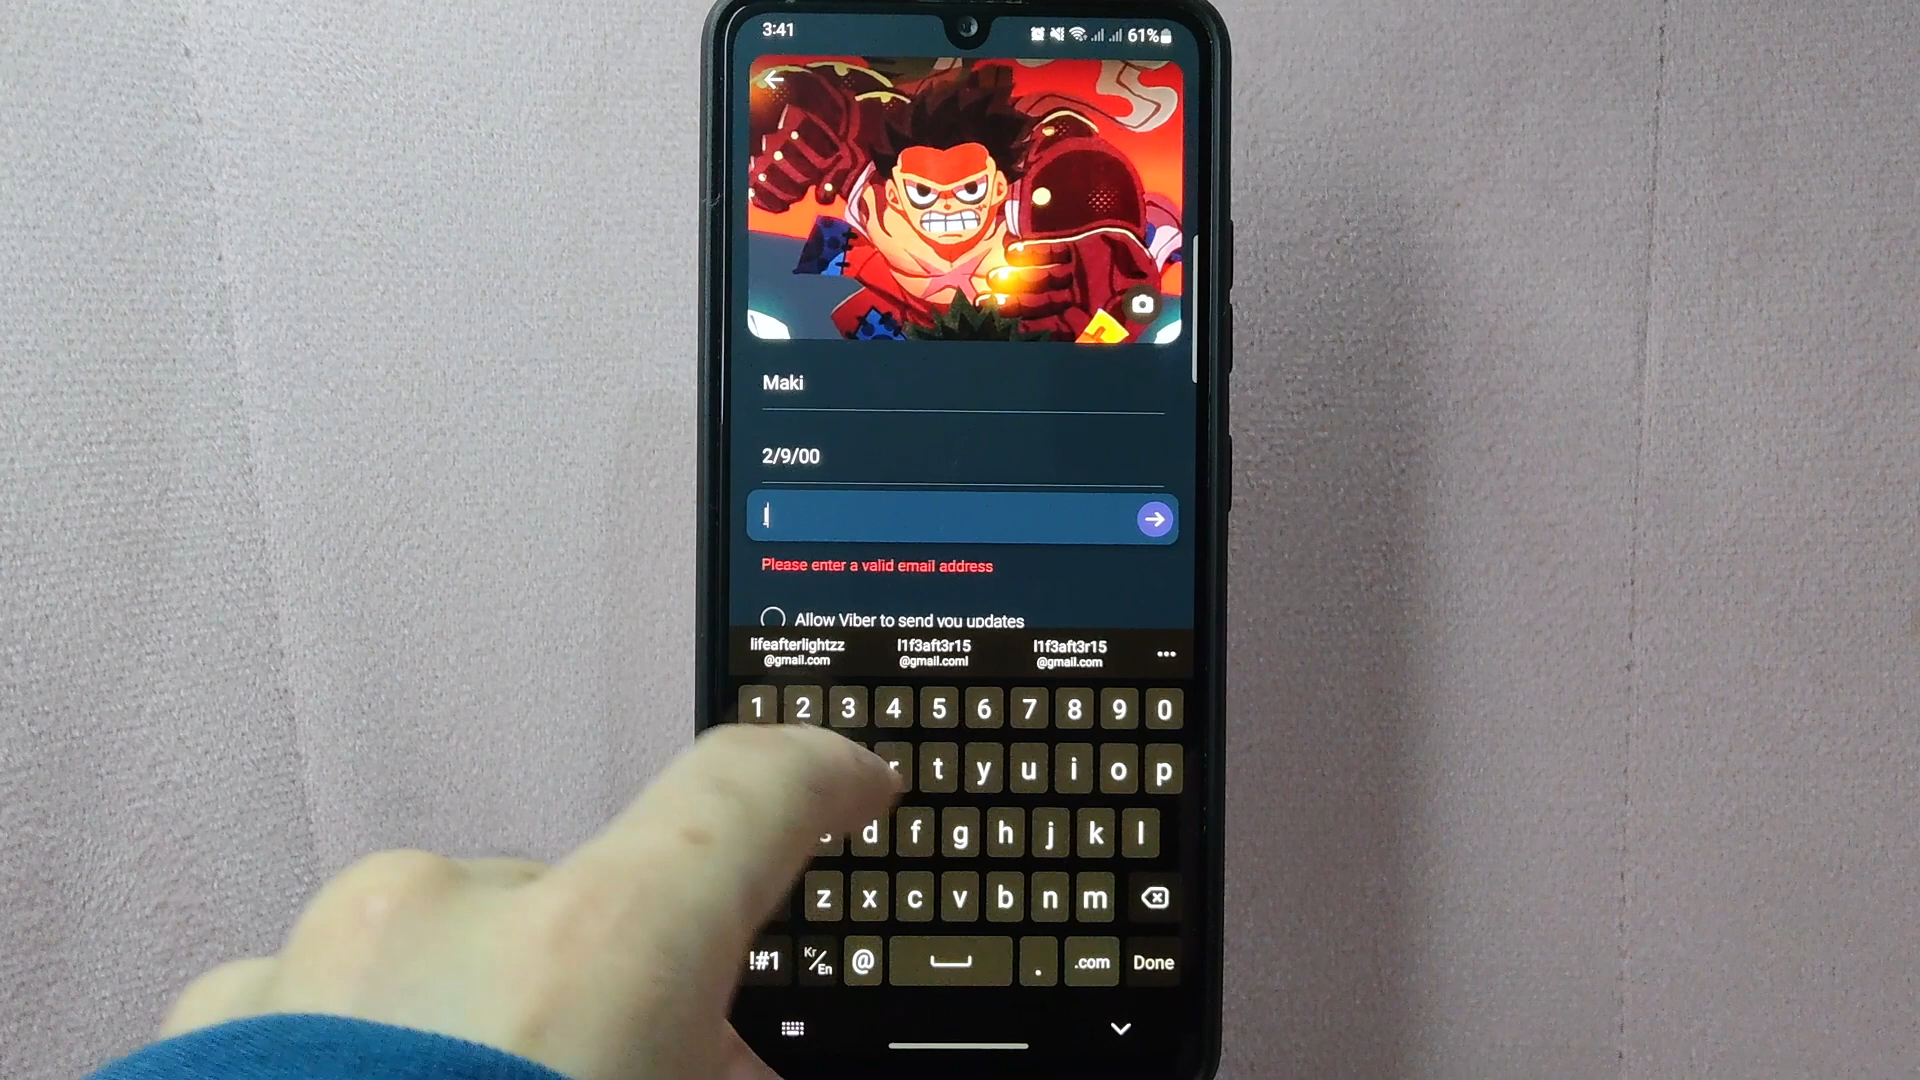 3:41
61%
Maki
2/9/00
Please enter a valid email address
Allow Viber to send you updates
lifeafterlightzz
@gmail.com
l1f3aft3r15
@gmail.coml
l1f3aft3r15
@gmail.com
1 2 3 4 5 6 7 8 9 0
t y u i o p
d f g h j k l
z x c v b n m
!#1 Kr/En @ . .com Done